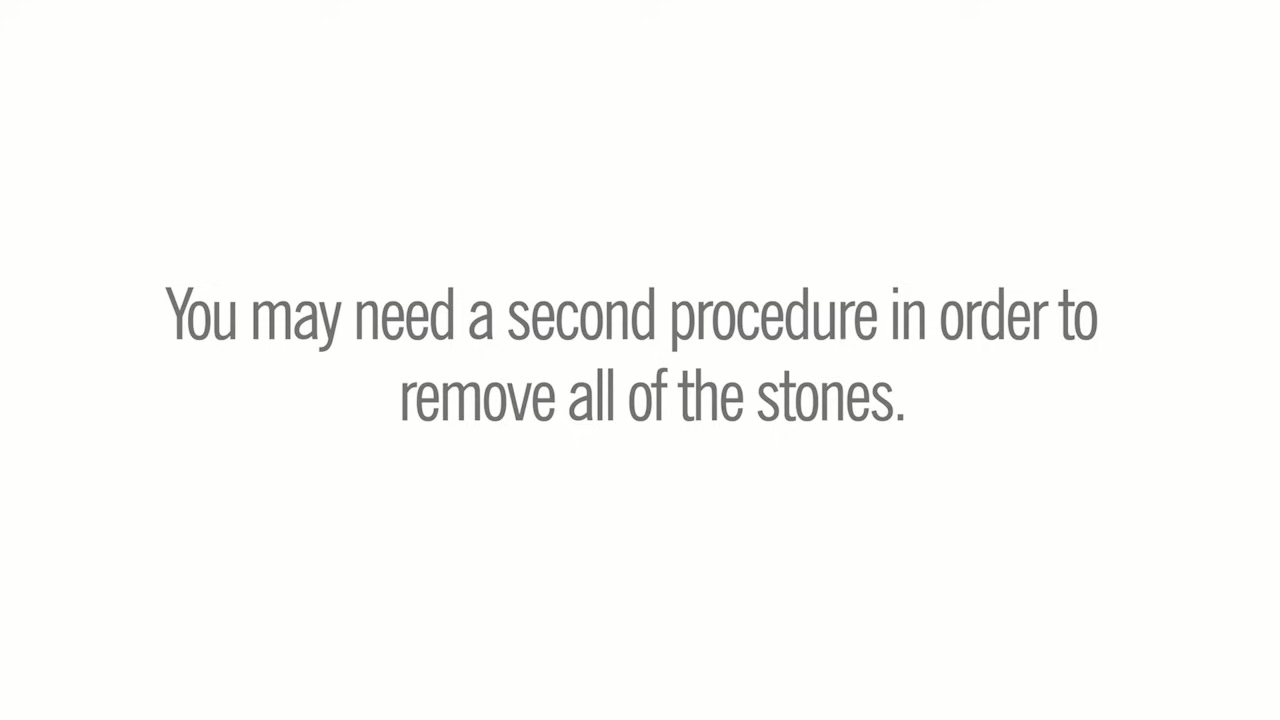 You may need a second procedure in order to
remove all of the stones.